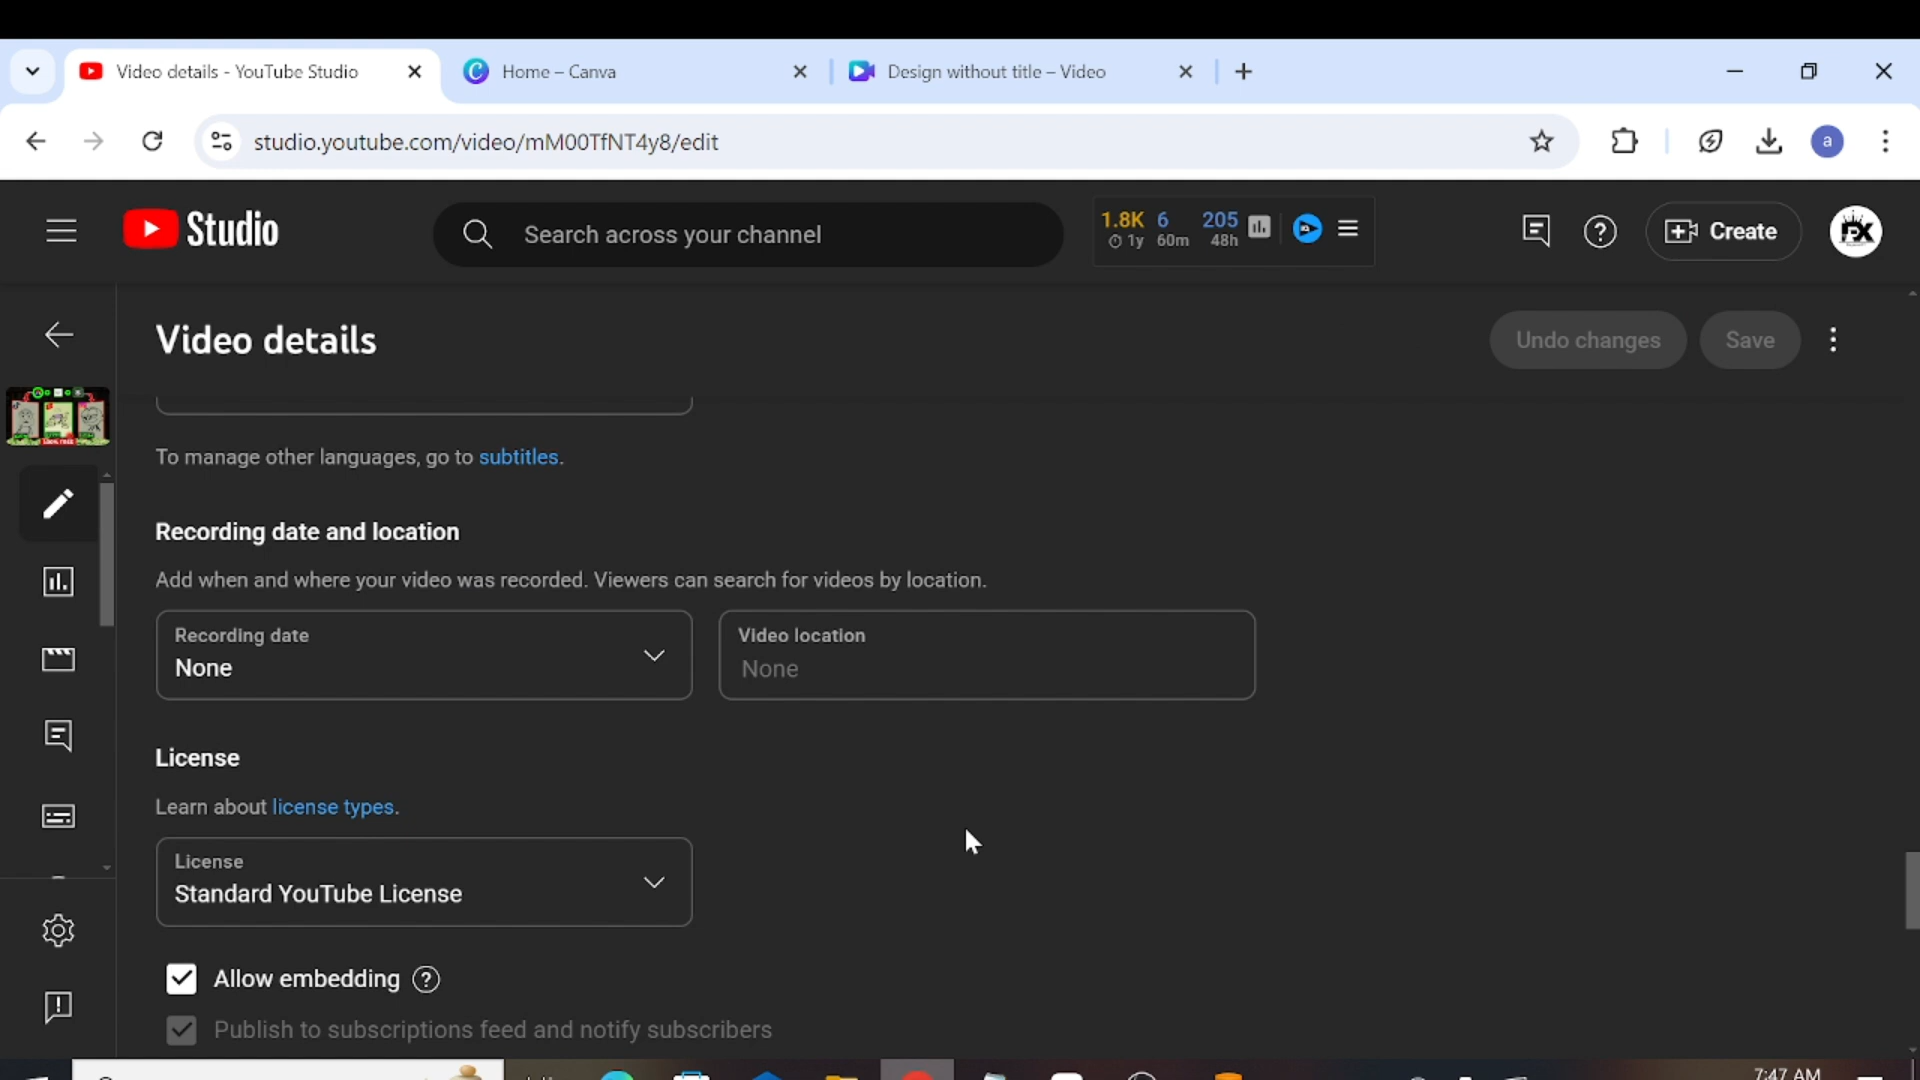 Video details - YouTube Studio
Home – Canva
Design without title – Video
studio.youtube.com/video/mM00TfNT4y8/edit
a
Studio
Search across your channel
1.8K 6 205
1y 60m 48h
Create
FX
Video details
Undo changes
Save
To manage other languages, go to subtitles.
Recording date and location
Add when and where your video was recorded. Viewers can search for videos by location.
Recording date
None
Video location
None
License
Learn about license types.
License
Standard YouTube License
Allow embedding
Publish to subscriptions feed and notify subscribers
7:47 AM